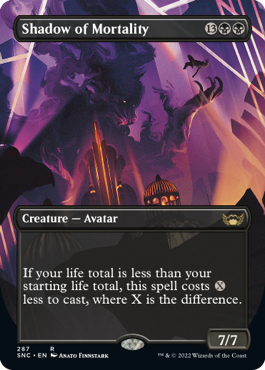 Shadow of Mortality 13
Creature — Avatar
If your life total is less than your
starting life total, this spell costs X
less to cast, where X is the difference.
7/7
287 R
SNC • EN ANATO FINNSTARK
™ & © 2022 Wizards of the Coast